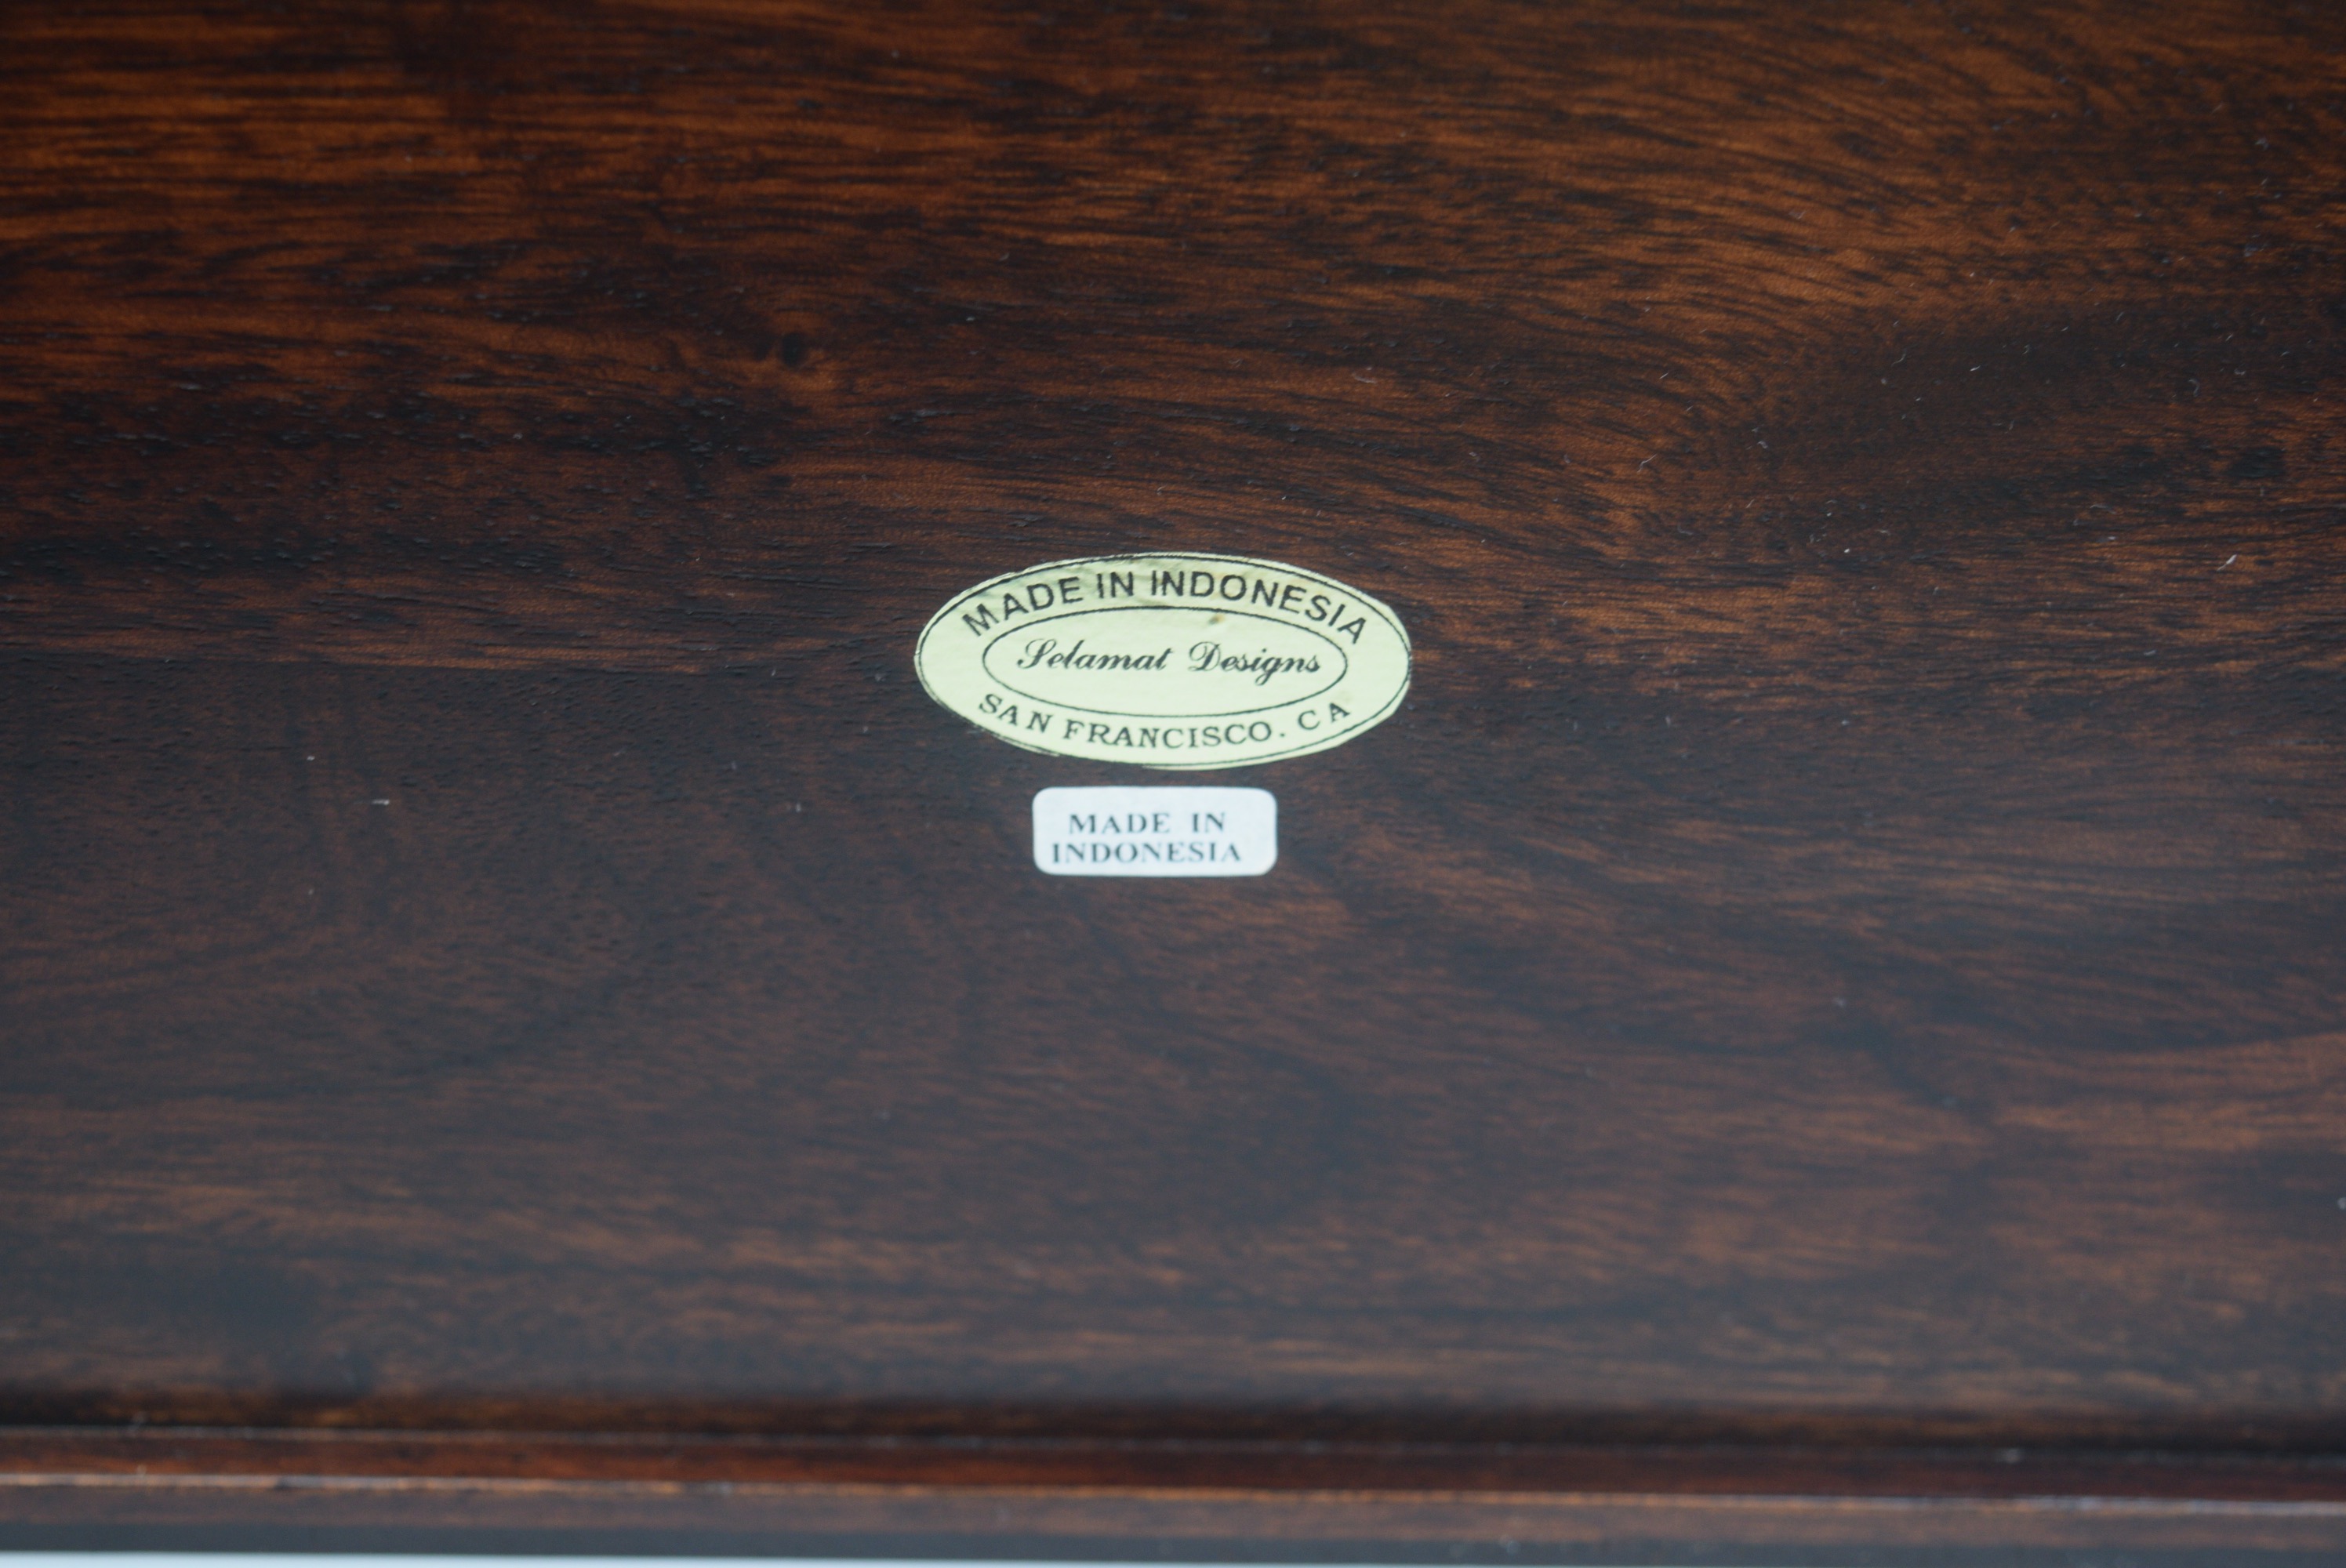 MADE IN INDONESIA
Selamat Designs
SAN FRANCISCO. CA
MADE IN
INDONESIA